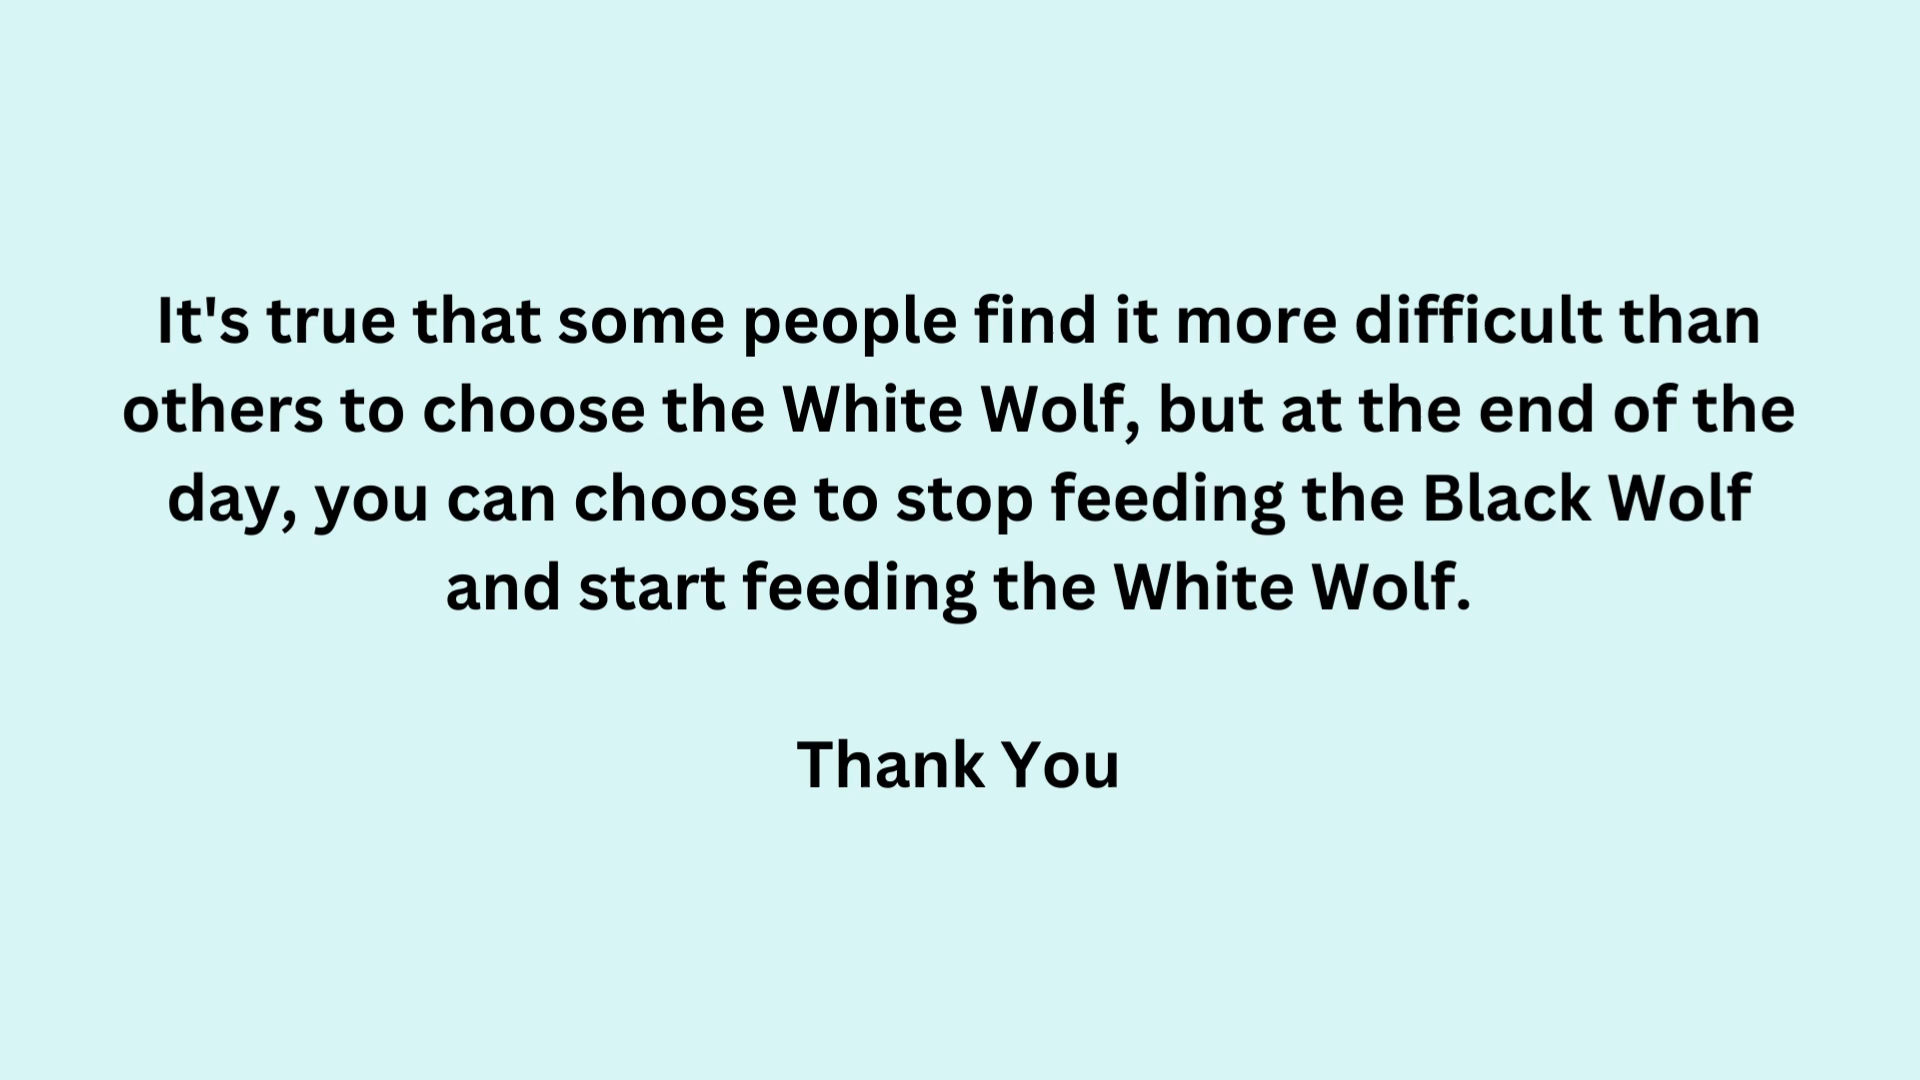 It's true that some people find it more difficult than
others to choose the White Wolf, but at the end of the
day, you can choose to stop feeding the Black Wolf
and start feeding the White Wolf.
Thank You